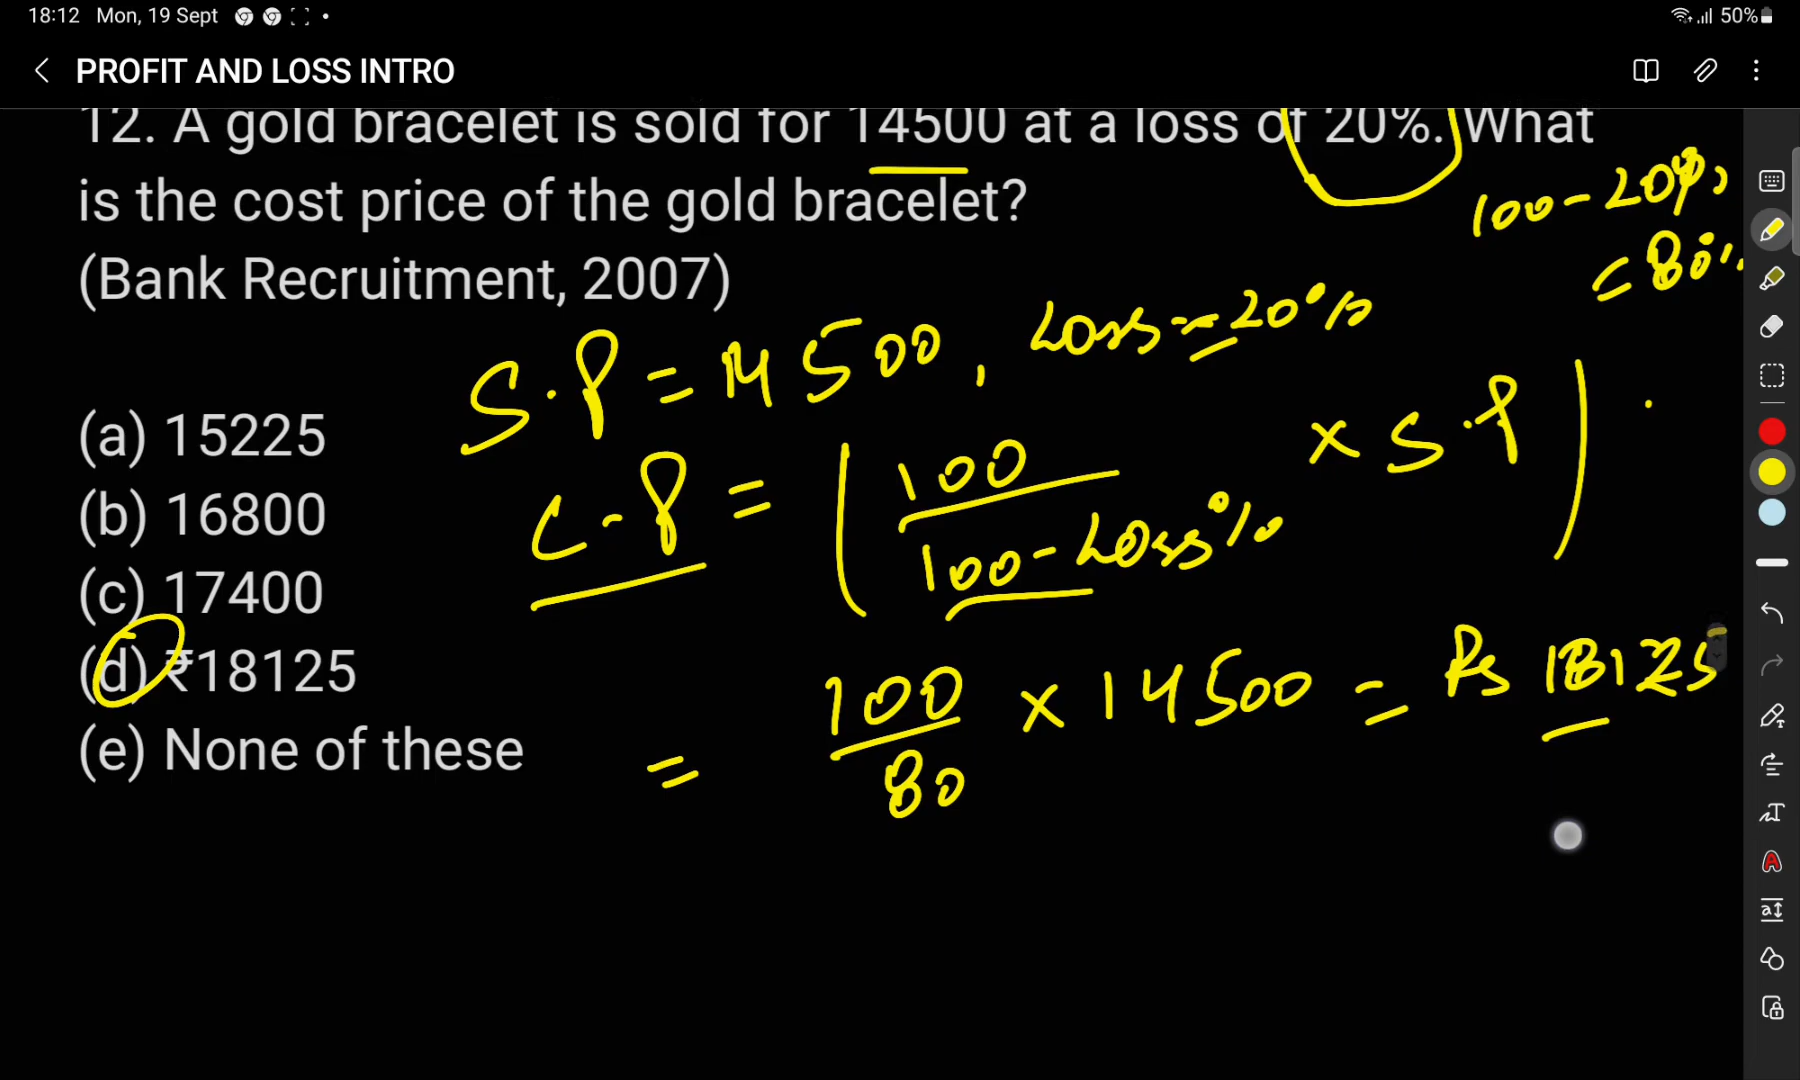 18:12 Mon, 19 Sept
50%
PROFIT AND LOSS INTRO
12. A gold bracelet is sold for 14500 at a loss of 20%. What
is the cost price of the gold bracelet?
(Bank Recruitment, 2007)
100 - 20%
= 80%
S.P = 14500, Loss = 20%
C.P = ( 100 / 100 - Loss% × S.P )
= 100 / 80 × 14500 = Rs 18125
(a) 15225
(b) 16800
(c) 17400
(d) ₹18125
(e) None of these